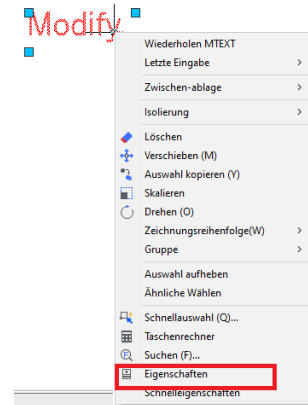 Modify
Wiederholen MTEXT
Letzte Eingabe
Zwischen-ablage
Isolierung
Löschen
Verschieben (M)
Auswahl kopieren (Y)
Skalieren
Drehen (O)
Zeichnungsreihenfolge(W)
Gruppe
Auswahl aufheben
Ähnliche Wählen
Schnellauswahl (Q)...
Taschenrechner
Suchen (F)...
Eigenschaften
Schnelleigenschaften